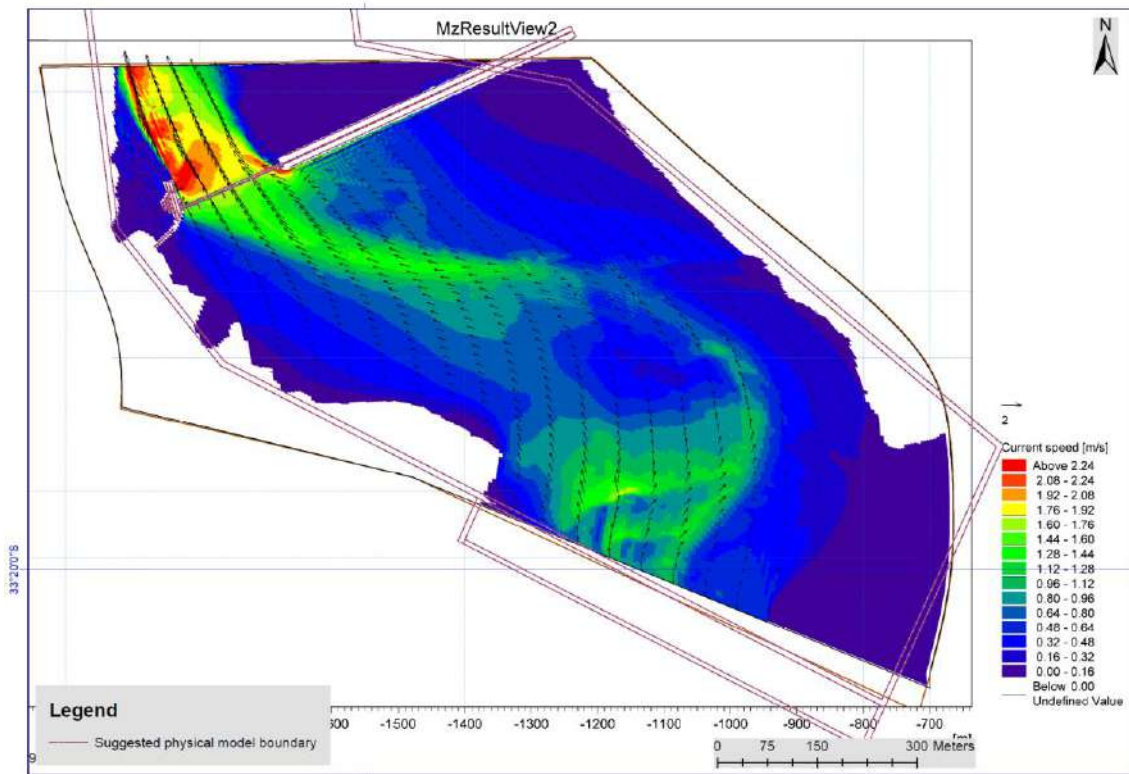 MzResultView2
N
2
Current speed [m/s]
Above 2.24
2.08 - 2.24
1.92 - 2.08
1.76 - 1.92
1.60 - 1.76
1.44 - 1.60
1.28 - 1.44
1.12 - 1.28
0.96 - 1.12
0.80 - 0.96
0.64 - 0.80
0.48 - 0.64
0.32 - 0.48
0.16 - 0.32
0.00 - 0.16
Below 0.00
Undefined Value
33°20'0"S
Legend
Suggested physical model boundary
-1500 -1400 -1300 -1200 -1100 -1000 -900 -800 -700
0 75 150 300 Meters